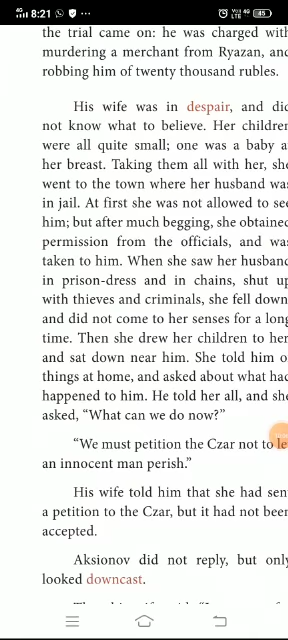 8:21
45
the trial came on: he was charged with
murdering a merchant from Ryazan, and
robbing him of twenty thousand rubles.
His wife was in despair, and did
not know what to believe. Her children
were all quite small; one was a baby a
her breast. Taking them all with her, she
went to the town where her husband was
in jail. At first she was not allowed to see
him; but after much begging, she obtained
permission from the officials, and was
taken to him. When she saw her husband
in prison-dress and in chains, shut up
with thieves and criminals, she fell down,
and did not come to her senses for a long
time. Then she drew her children to her,
and sat down near him. She told him o
things at home, and asked about what had
happened to him. He told her all, and she
asked, “What can we do now?”
“We must petition the Czar not to le
an innocent man perish.”
His wife told him that she had sent
a petition to the Czar, but it had not been
accepted.
Aksionov did not reply, but only
looked downcast.